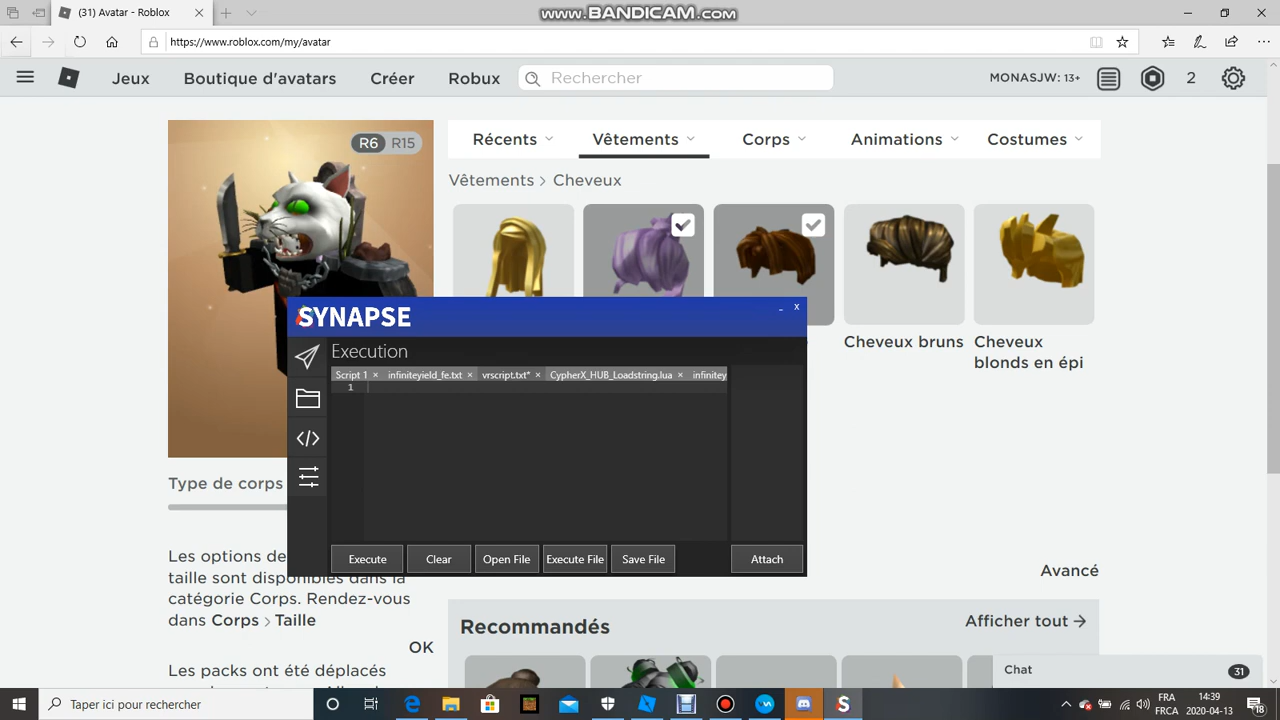 www.BANDICAM.com
(31) Avatar - Roblox
https://www.roblox.com/my/avatar
Jeux Boutique d'avatars Créer Robux Rechercher MONASJW: 13+ 2
R6 R15
Récents Vêtements Corps Animations Costumes
Vêtements > Cheveux
Cheveux bruns
Cheveux
blonds en épi
SYNAPSE
Execution
Script 1 × infiniteyield_fe.txt × vrscript.txt* × CypherX_HUB_Loadstring.lua × infinitey
1
Execute Clear Open File Execute File Save File Attach
Type de corps
Les options de
taille sont disponibles dans la
catégorie Corps. Rendez-vous
dans Corps > Taille
OK
Les packs ont été déplacés
Avancé
Recommandés
Afficher tout →
Chat 31
Taper ici pour rechercher
FRA
FRCA
14:39
2020-04-13
18